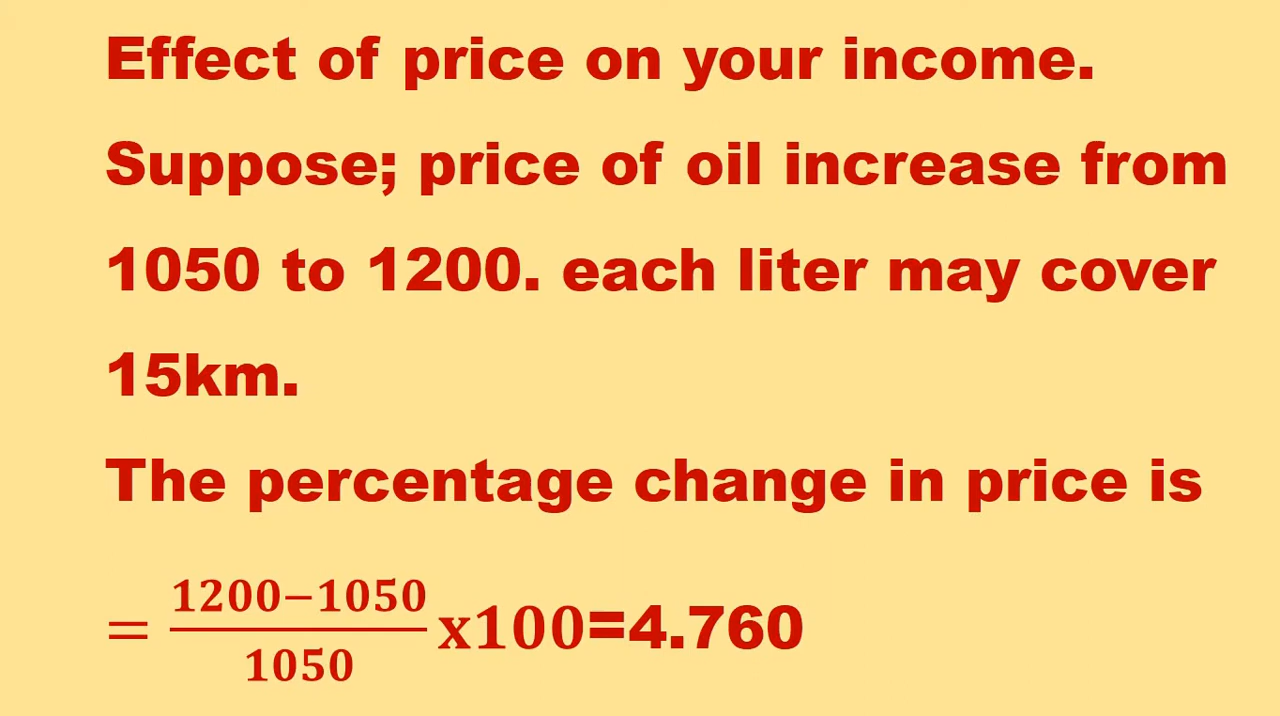 Effect of price on your income.
Suppose; price of oil increase from
1050 to 1200. each liter may cover
15km.
The percentage change in price is
= \frac{1200−1050}{1050} x100=4.760